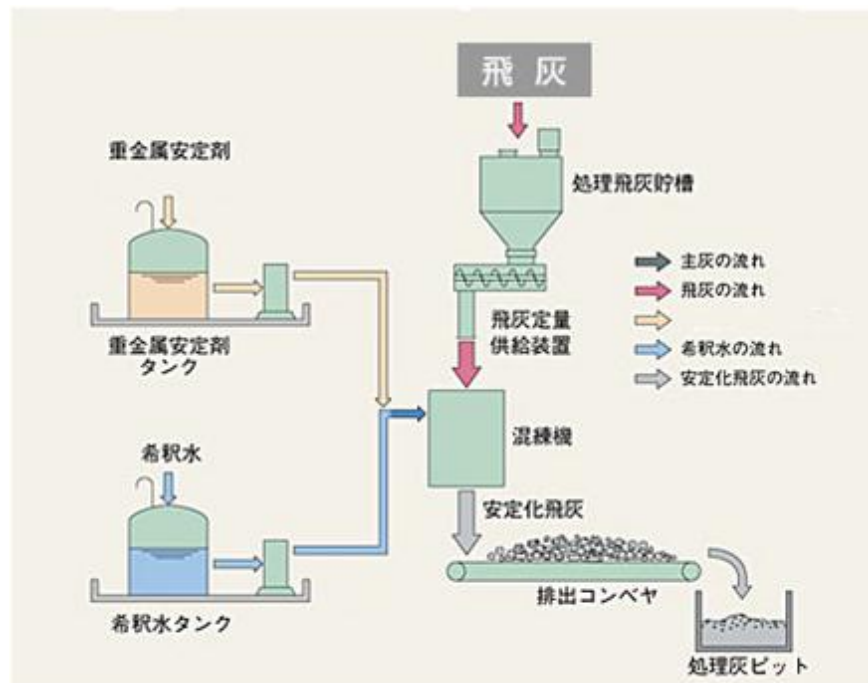 飛 灰
重金属安定剤
処理飛灰貯槽
主灰の流れ
飛灰の流れ
飛灰定量
供給装置
重金属安定剤
タンク
希釈水の流れ
安定化飛灰の流れ
混練機
希釈水
安定化飛灰
排出コンベヤ
希釈水タンク
処理灰ピット